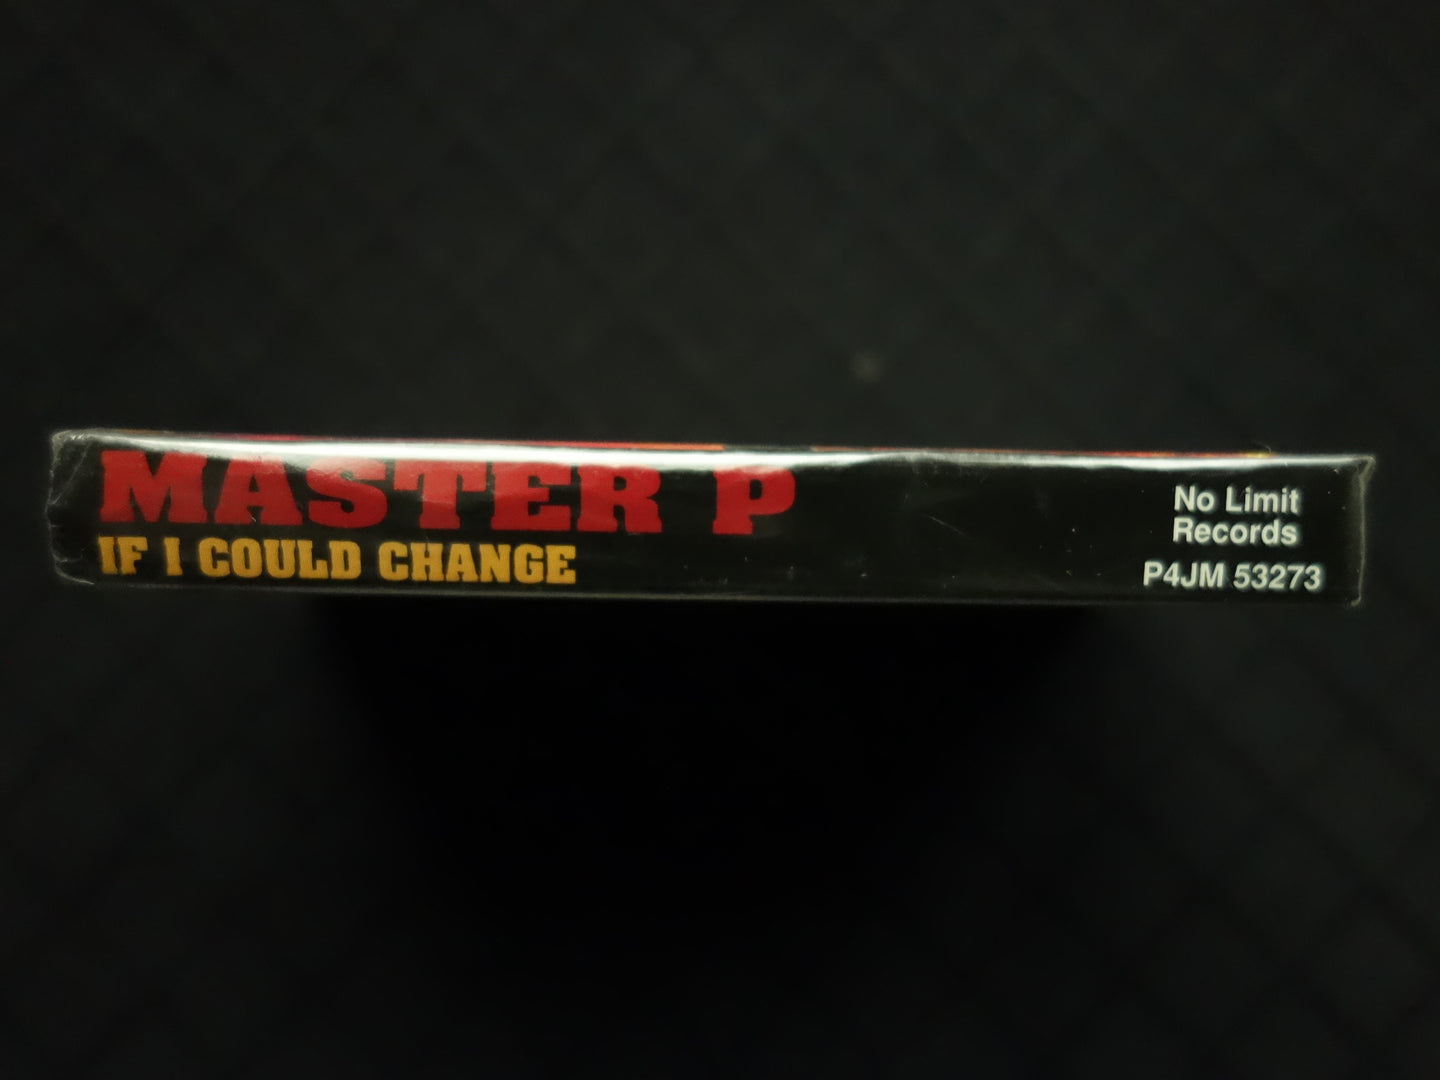 MASTER P
IF I COULD CHANGE
No Limit
Records
P4JM 53273